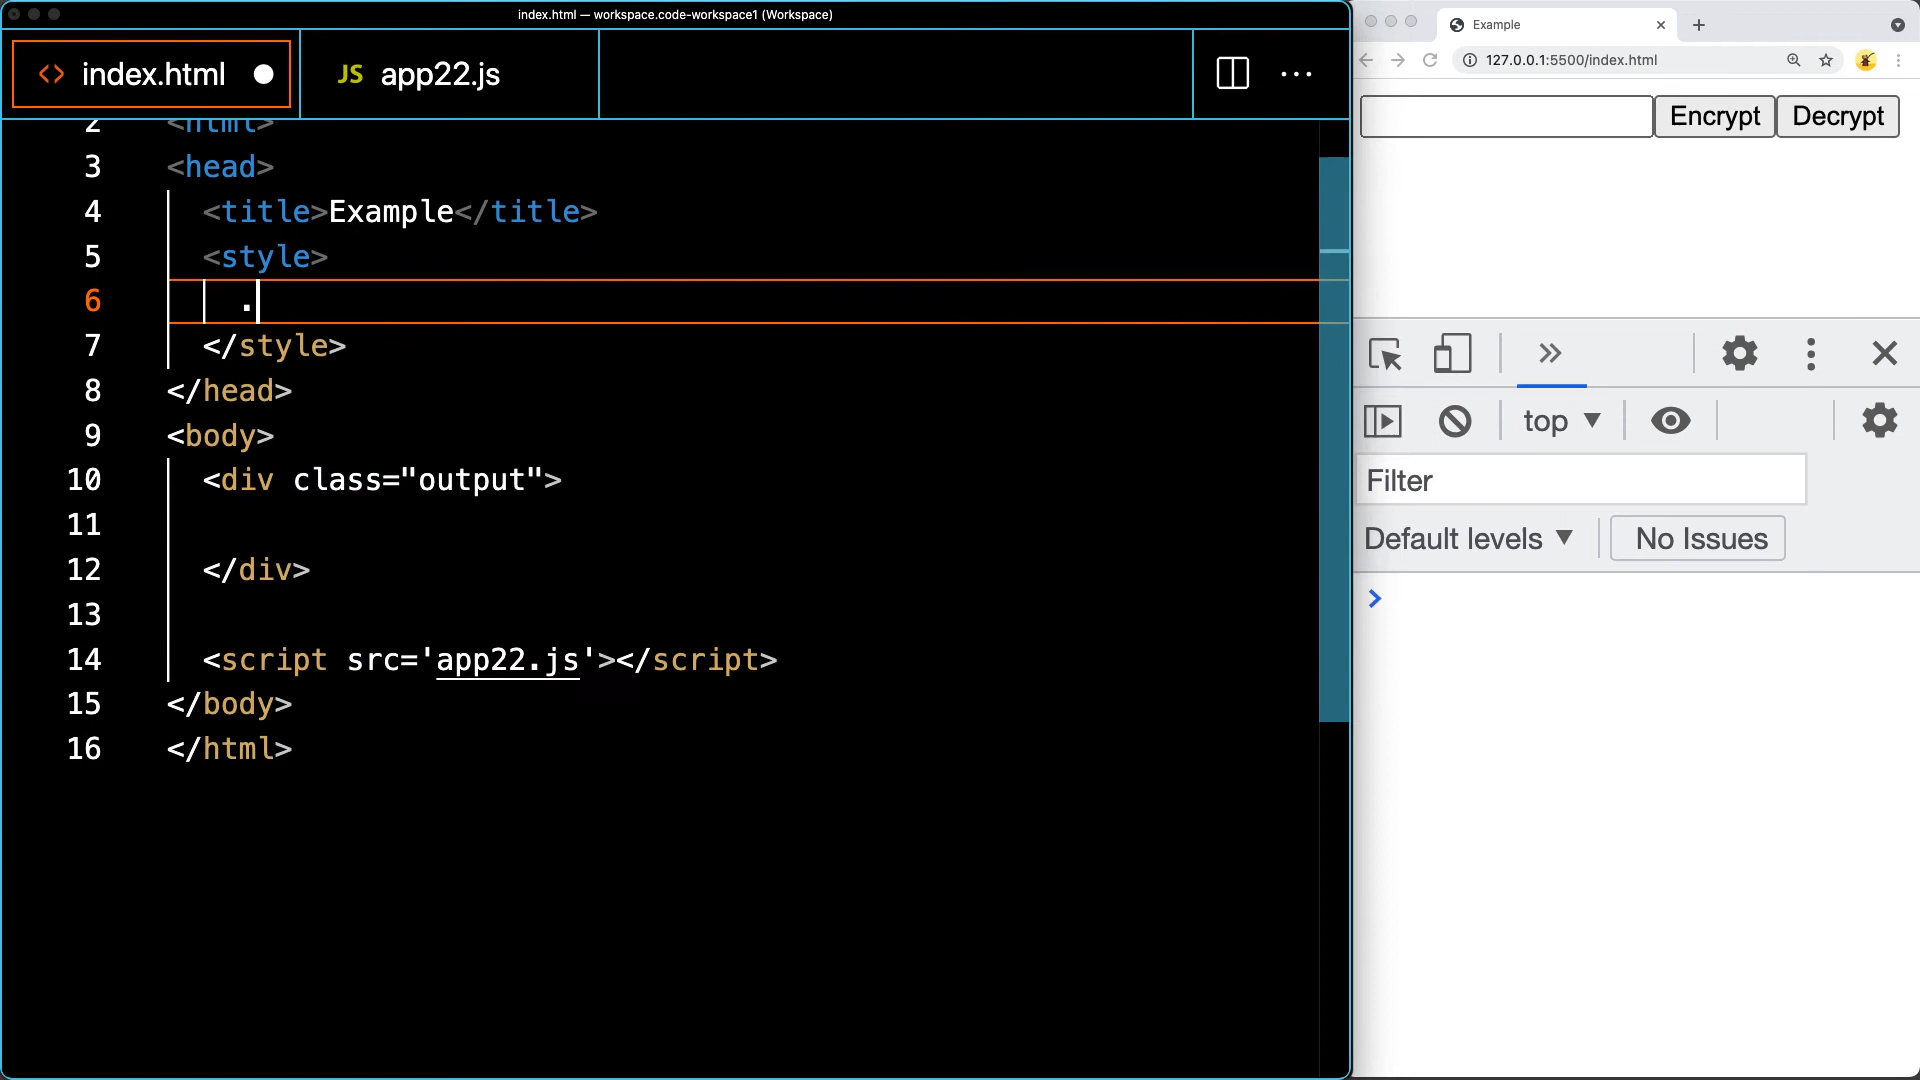 index.html — workspace.code-workspace1 (Workspace)
<> index.html
JS app22.js
2 <html>
3 <head>
4 <title>Example</title>
5 <style>
6 .
7 </style>
8 </head>
9 <body>
10 <div class="output">
11
12 </div>
13
14 <script src='app22.js'></script>
15 </body>
16 </html>
Example
127.0.0.1:5500/index.html
Encrypt Decrypt
top
Filter
Default levels No Issues